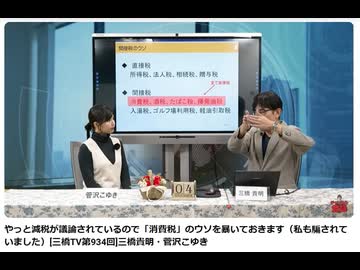 間接税のウソ
◆ 直接税
所得税、法人税、相続税、贈与税
全て直接税
◆ 間接税
消費税、酒税、たばこ税、揮発油税
入湯税、ゴルフ場利用税、軽油引取税
菅沢こゆき
04
三橋 貴明
やっと減税が議論されているので「消費税」のウソを暴いておきます（私も騙されて
いました）[三橋TV第934回]三橋貴明・菅沢こゆき